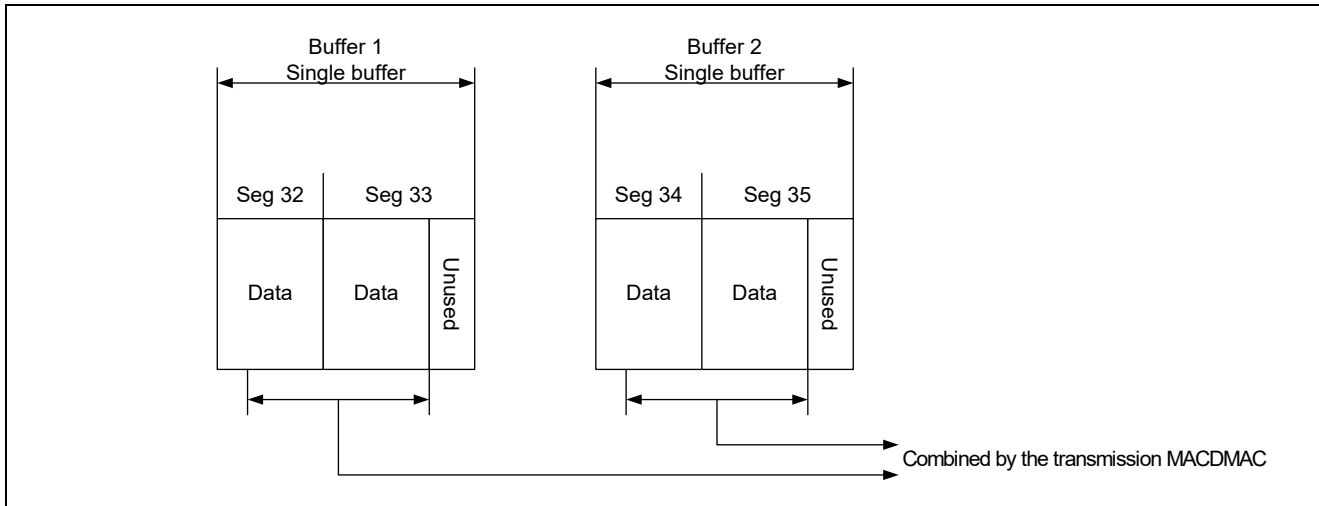 Buffer 1
Single buffer
Buffer 2
Single buffer
Seg 32
Seg 33
Seg 34
Seg 35
Data
Data
Unused
Data
Data
Unused
Combined by the transmission MACDMAC